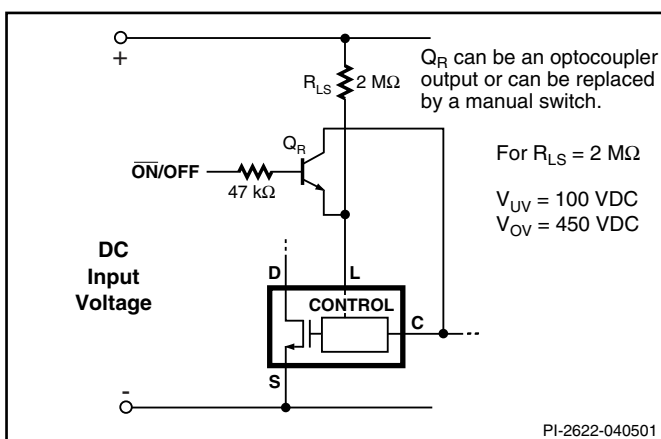 +
R_LS 2 MΩ
Q_R can be an optocoupler
output or can be replaced
by a manual switch.
Q_R
For R_LS = 2 MΩ
ON/OFF
47 kΩ
V_UV = 100 VDC
V_OV = 450 VDC
DC
Input
Voltage
D L
CONTROL
C
S
-
PI-2622-040501